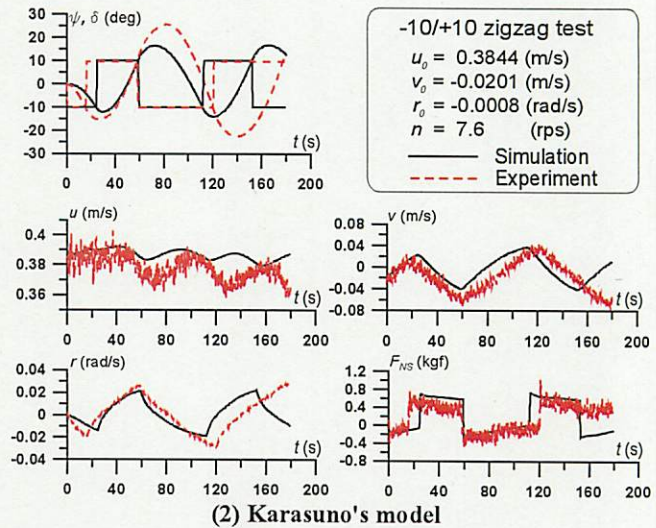 ψ, δ (deg)
30
20
10
0
-10
-20
-30
t (s)
0 40 80 120 160 200
-10/+10 zigzag test
u₀ = 0.3844 (m/s)
v₀ = -0.0201 (m/s)
r₀ = -0.0008 (rad/s)
n = 7.6 (rps)
Simulation
Experiment
u (m/s)
0.4
0.38
0.36
t (s)
0 40 80 120 160 200
v (m/s)
0.08
0.04
0
-0.04
-0.08
t (s)
0 40 80 120 160 200
r (rad/s)
0.04
0.02
0
-0.02
-0.04
t (s)
0 40 80 120 160 200
F_NS (kgf)
1.2
0.8
0.4
0
-0.4
-0.8
t (s)
0 40 80 120 160 200
(2) Karasuno's model